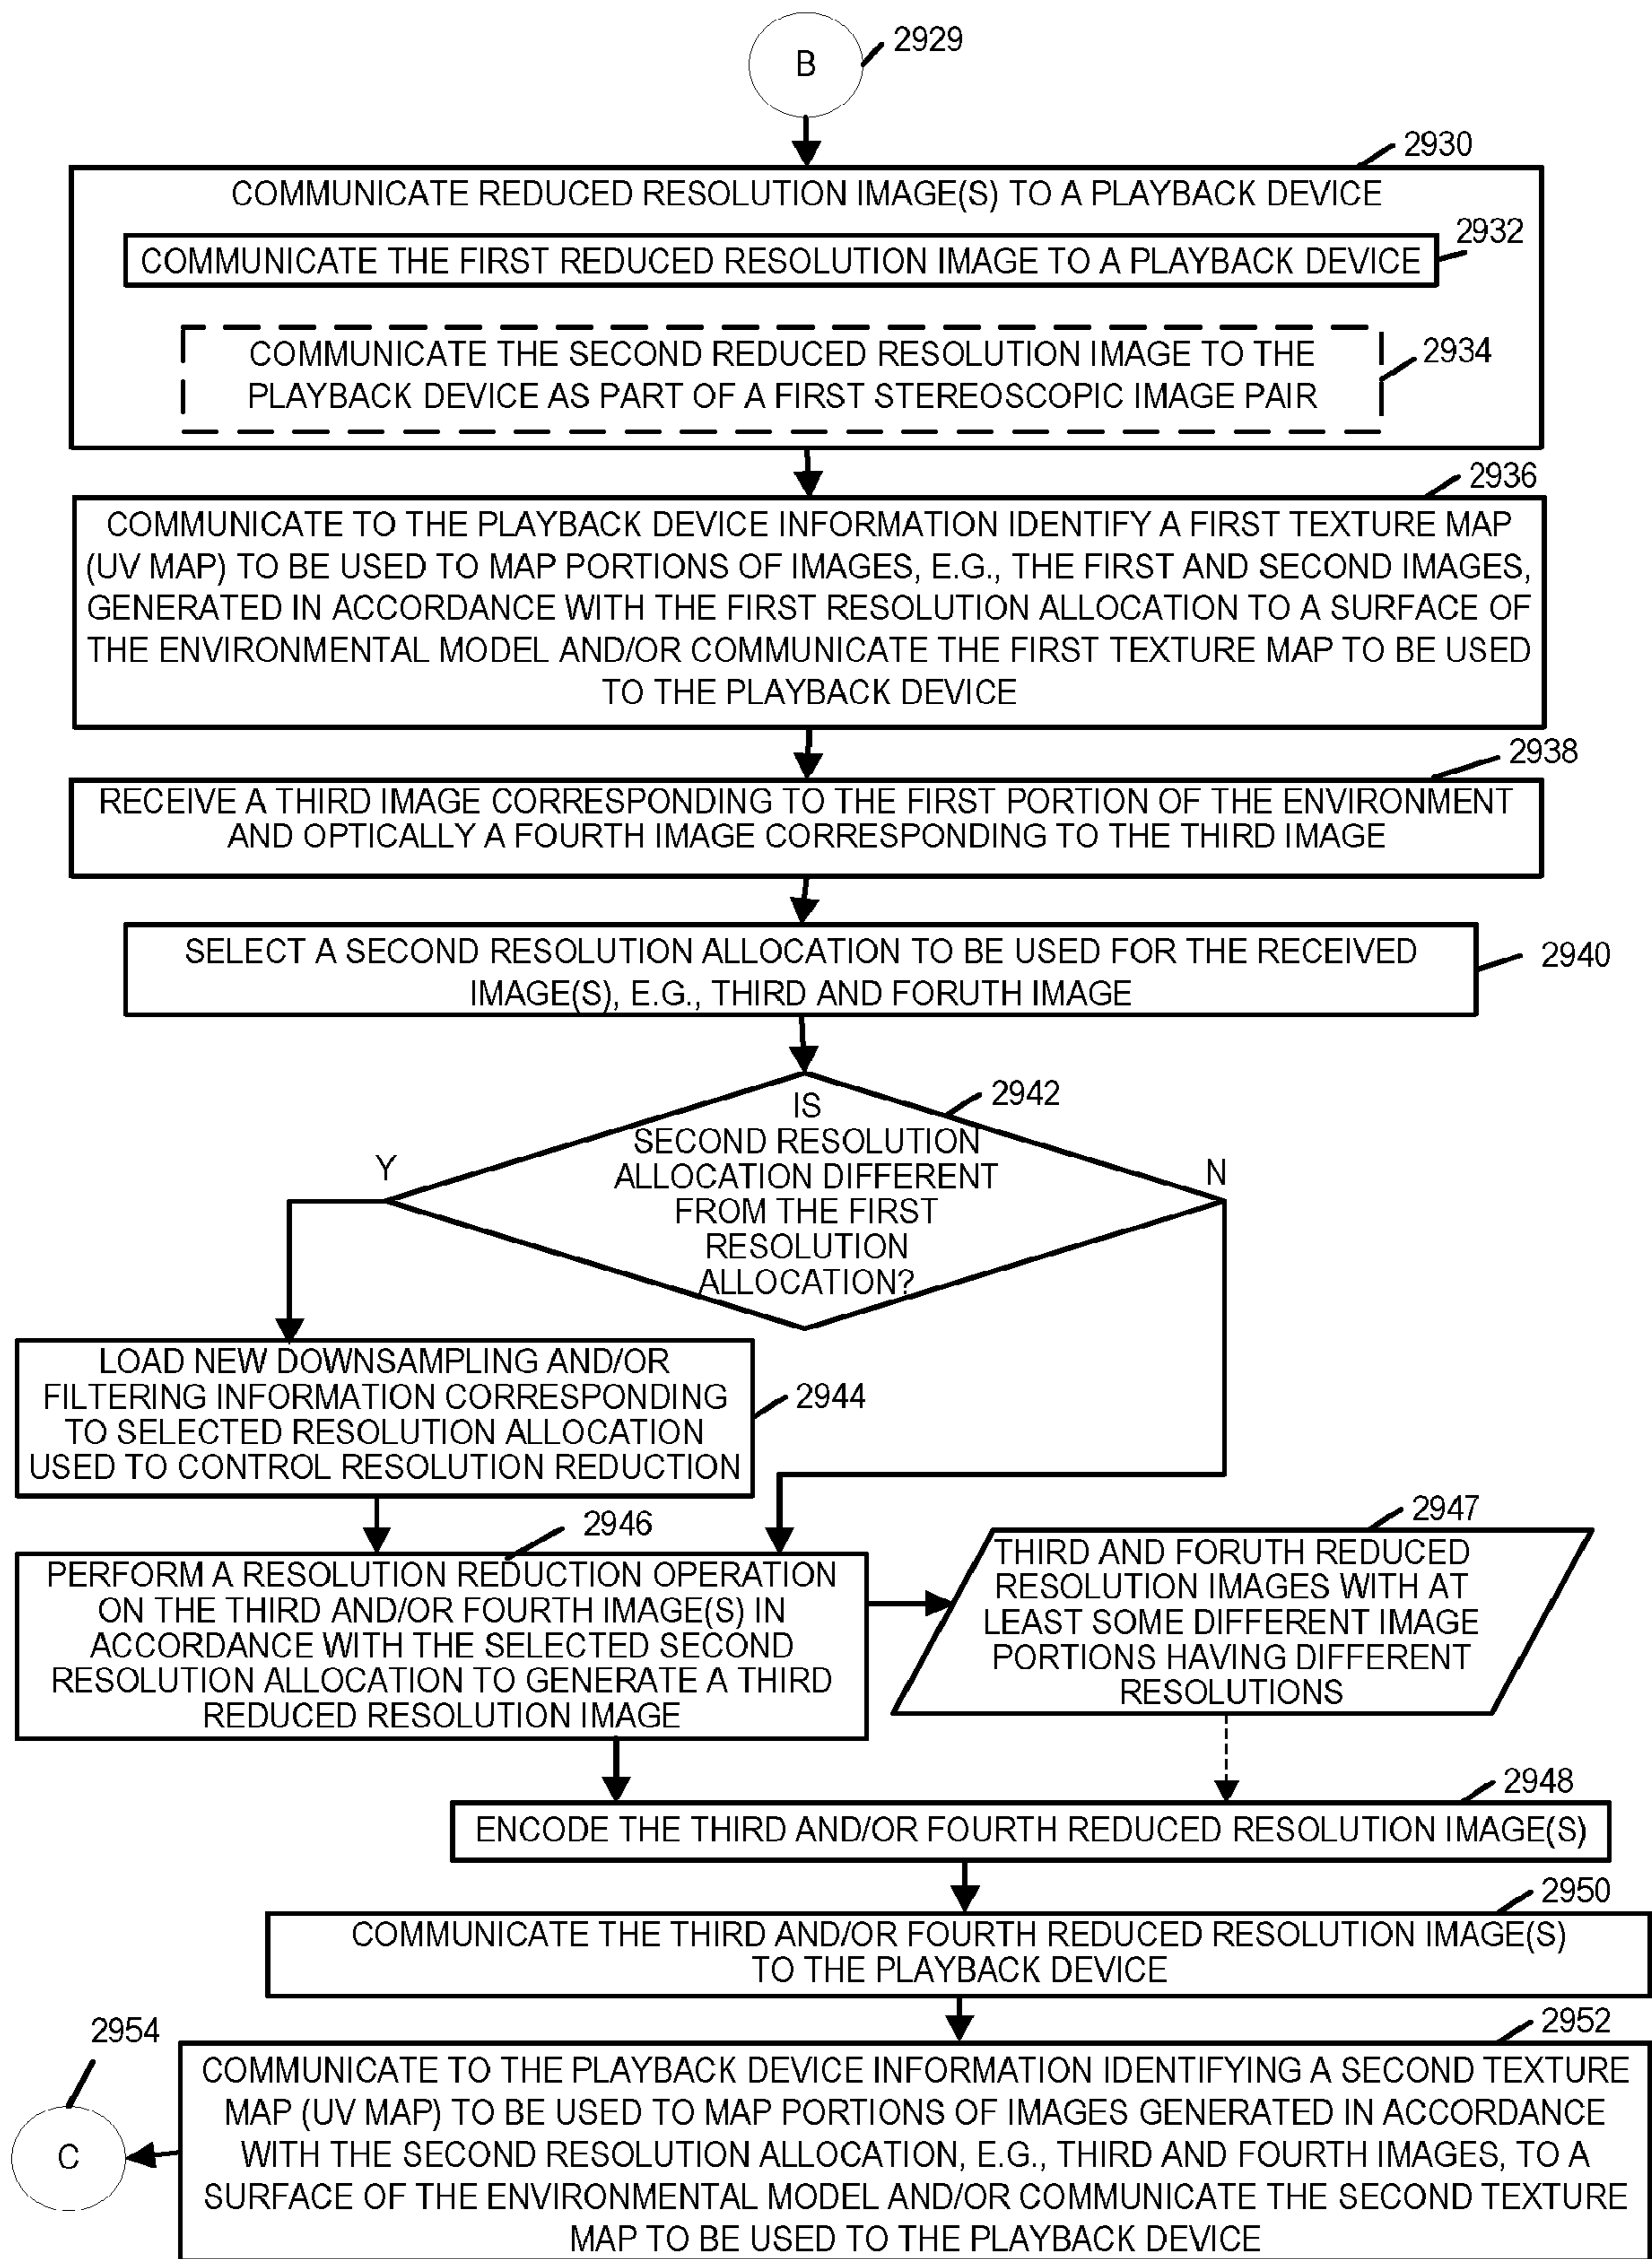 B
2929
2930
COMMUNICATE REDUCED RESOLUTION IMAGE(S) TO A PLAYBACK DEVICE
2932
COMMUNICATE THE FIRST REDUCED RESOLUTION IMAGE TO A PLAYBACK DEVICE
COMMUNICATE THE SECOND REDUCED RESOLUTION IMAGE TO THE
PLAYBACK DEVICE AS PART OF A FIRST STEREOSCOPIC IMAGE PAIR
2934
2936
COMMUNICATE TO THE PLAYBACK DEVICE INFORMATION IDENTIFY A FIRST TEXTURE MAP
(UV MAP) TO BE USED TO MAP PORTIONS OF IMAGES, E.G., THE FIRST AND SECOND IMAGES,
GENERATED IN ACCORDANCE WITH THE FIRST RESOLUTION ALLOCATION TO A SURFACE OF
THE ENVIRONMENTAL MODEL AND/OR COMMUNICATE THE FIRST TEXTURE MAP TO BE USED
TO THE PLAYBACK DEVICE
2938
RECEIVE A THIRD IMAGE CORRESPONDING TO THE FIRST PORTION OF THE ENVIRONMENT
AND OPTICALLY A FOURTH IMAGE CORRESPONDING TO THE THIRD IMAGE
SELECT A SECOND RESOLUTION ALLOCATION TO BE USED FOR THE RECEIVED
IMAGE(S), E.G., THIRD AND FORUTH IMAGE
2940
2942
IS
SECOND RESOLUTION
ALLOCATION DIFFERENT
FROM THE FIRST
RESOLUTION
ALLOCATION?
Y
N
LOAD NEW DOWNSAMPLING AND/OR
FILTERING INFORMATION CORRESPONDING
TO SELECTED RESOLUTION ALLOCATION
USED TO CONTROL RESOLUTION REDUCTION
2944
2946
PERFORM A RESOLUTION REDUCTION OPERATION
ON THE THIRD AND/OR FOURTH IMAGE(S) IN
ACCORDANCE WITH THE SELECTED SECOND
RESOLUTION ALLOCATION TO GENERATE A THIRD
REDUCED RESOLUTION IMAGE
2947
THIRD AND FORUTH REDUCED
RESOLUTION IMAGES WITH AT
LEAST SOME DIFFERENT IMAGE
PORTIONS HAVING DIFFERENT
RESOLUTIONS
2948
ENCODE THE THIRD AND/OR FOURTH REDUCED RESOLUTION IMAGE(S)
2950
COMMUNICATE THE THIRD AND/OR FOURTH REDUCED RESOLUTION IMAGE(S)
TO THE PLAYBACK DEVICE
2952
COMMUNICATE TO THE PLAYBACK DEVICE INFORMATION IDENTIFYING A SECOND TEXTURE
MAP (UV MAP) TO BE USED TO MAP PORTIONS OF IMAGES GENERATED IN ACCORDANCE
WITH THE SECOND RESOLUTION ALLOCATION, E.G., THIRD AND FOURTH IMAGES, TO A
SURFACE OF THE ENVIRONMENTAL MODEL AND/OR COMMUNICATE THE SECOND TEXTURE
MAP TO BE USED TO THE PLAYBACK DEVICE
2954
C